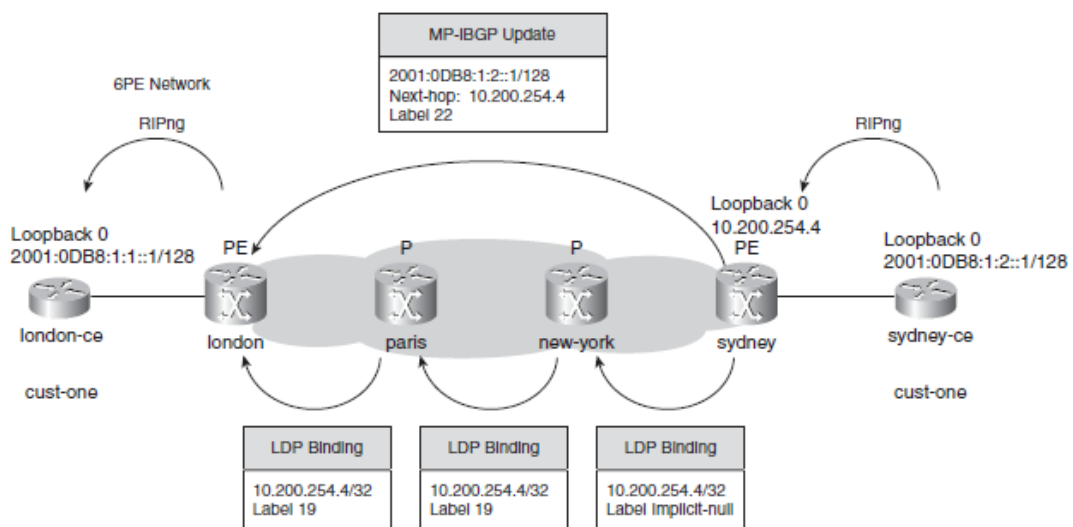 MP-IBGP Update
2001:0DB8:1:2::1/128
Next-hop: 10.200.254.4
Label 22
6PE Network
RIPng
RIPng
Loopback 0
10.200.254.4
Loopback 0
2001:0DB8:1:1::1/128
Loopback 0
2001:0DB8:1:2::1/128
PE
P
P
PE
london-ce
london
paris
new-york
sydney
sydney-ce
cust-one
cust-one
LDP Binding
10.200.254.4/32
Label 19
LDP Binding
10.200.254.4/32
Label 19
LDP Binding
10.200.254.4/32
Label Implicit-null